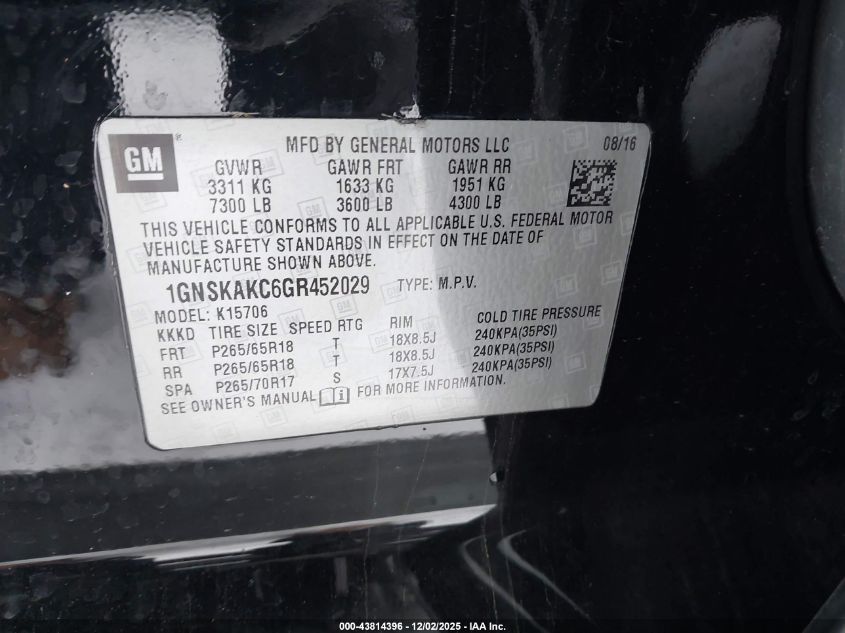 GM
MFD BY GENERAL MOTORS LLC 08/16
GVWR GAWR FRT GAWR RR
3311 KG 1633 KG 1951 KG
7300 LB 3600 LB 4300 LB
THIS VEHICLE CONFORMS TO ALL APPLICABLE U.S. FEDERAL MOTOR
VEHICLE SAFETY STANDARDS IN EFFECT ON THE DATE OF
MANUFACTURE SHOWN ABOVE.
1GNSKAKC6GR452029 TYPE: M.P.V.
MODEL: K15706
KKKD TIRE SIZE SPEED RTG RIM COLD TIRE PRESSURE
FRT P265/65R18 T 18X8.5J 240KPA(35PSI)
RR P265/65R18 T 18X8.5J 240KPA(35PSI)
SPA P265/70R17 S 17X7.5J 240KPA(35PSI)
SEE OWNER'S MANUAL FOR MORE INFORMATION.
000-43814396 - 12/02/2025 - IAA Inc.